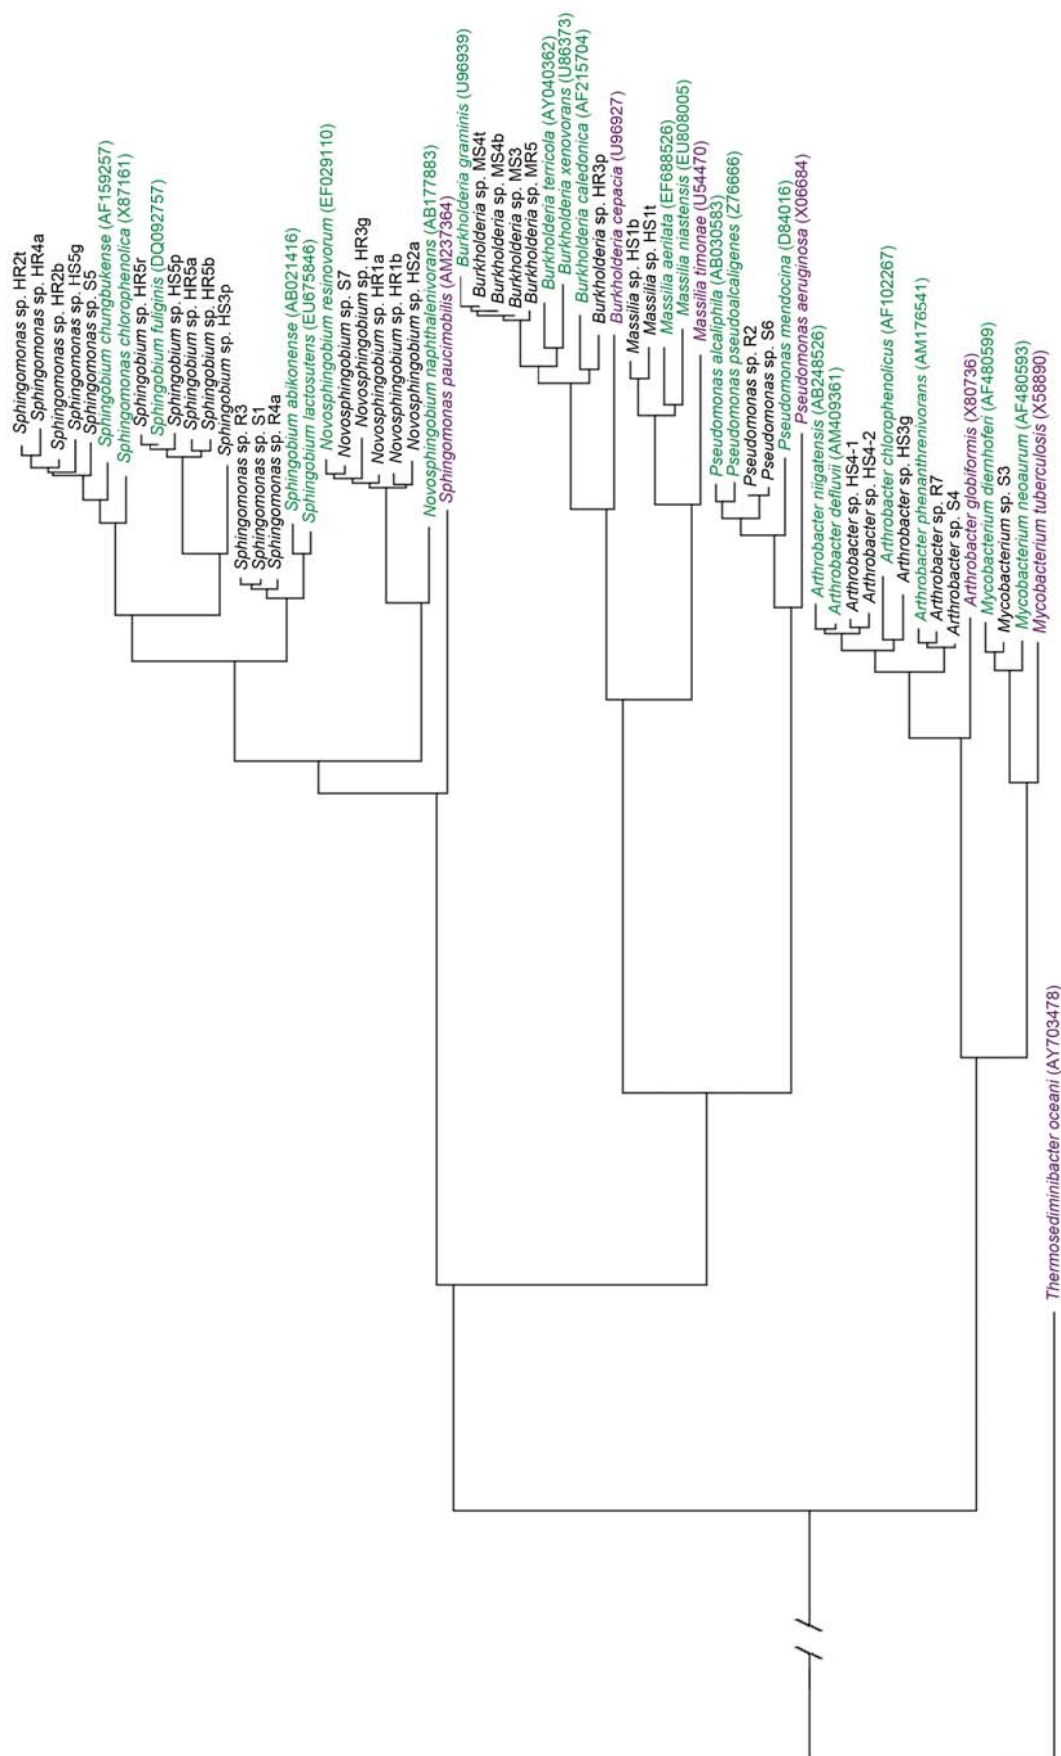 Sphingomonas sp. HR2t
Sphingomonas sp. HR4a
Sphingomonas sp. HR2b
Sphingomonas sp. HS5g
Sphingomonas sp. S5
Sphingobium chungbukense (AF159257)
Sphingomonas chlorophenolica (X87161)
Sphingobium sp. HR5r
Sphingobium fuliginis (DQ092757)
Sphingobium sp. HS5p
Sphingobium sp. HR5a
Sphingobium sp. HR5b
Sphingobium sp. HS3p
Sphingomonas sp. R3
Sphingomonas sp. S1
Sphingomonas sp. R4a
Sphingobium abikonense (AB021416)
Sphingobium lactosutens (EU675846)
Novosphingobium resinovorum (EF029110)
Novosphingobium sp. S7
Novosphingobium sp. HR3g
Novosphingobium sp. HR1a
Novosphingobium sp. HR1b
Novosphingobium sp. HS2a
Novosphingobium naphthalenivorans (AB177883)
Sphingomonas paucimobilis (AM237364)
Burkholderia graminis (U96939)
Burkholderia sp. MS4t
Burkholderia sp. MS4b
Burkholderia sp. MS3
Burkholderia sp. MR5
Burkholderia terricola (AY040362)
Burkholderia xenovorans (U86373)
Burkholderia caledonica (AF215704)
Burkholderia sp. HR3p
Burkholderia cepacia (U96927)
Massilia sp. HS1b
Massilia sp. HS1t
Massilia aerilata (EF688526)
Massilia niastensis (EU808005)
Massilia timonae (U54470)
Pseudomonas alcaliphila (AB030583)
Pseudomonas pseudoalcaligenes (Z76666)
Pseudomonas sp. R2
Pseudomonas sp. S6
Pseudomonas mendocina (D84016)
Pseudomonas aeruginosa (X06684)
Arthrobacter niigatensis (AB248526)
Arthrobacter defluvii (AM409361)
Arthrobacter sp. HS4-1
Arthrobacter sp. HS4-2
Arthrobacter chlorophenolicus (AF102267)
Arthrobacter sp. HS3g
Arthrobacter phenanthrenivorans (AM176541)
Arthrobacter sp. R7
Arthrobacter sp. S4
Arthrobacter globiformis (X80736)
Mycobacterium diernhoferi (AF480599)
Mycobacterium sp. S3
Mycobacterium neoaurum (AF480593)
Mycobacterium tuberculosis (X58890)
Thermosediminibacter oceani (AY703478)